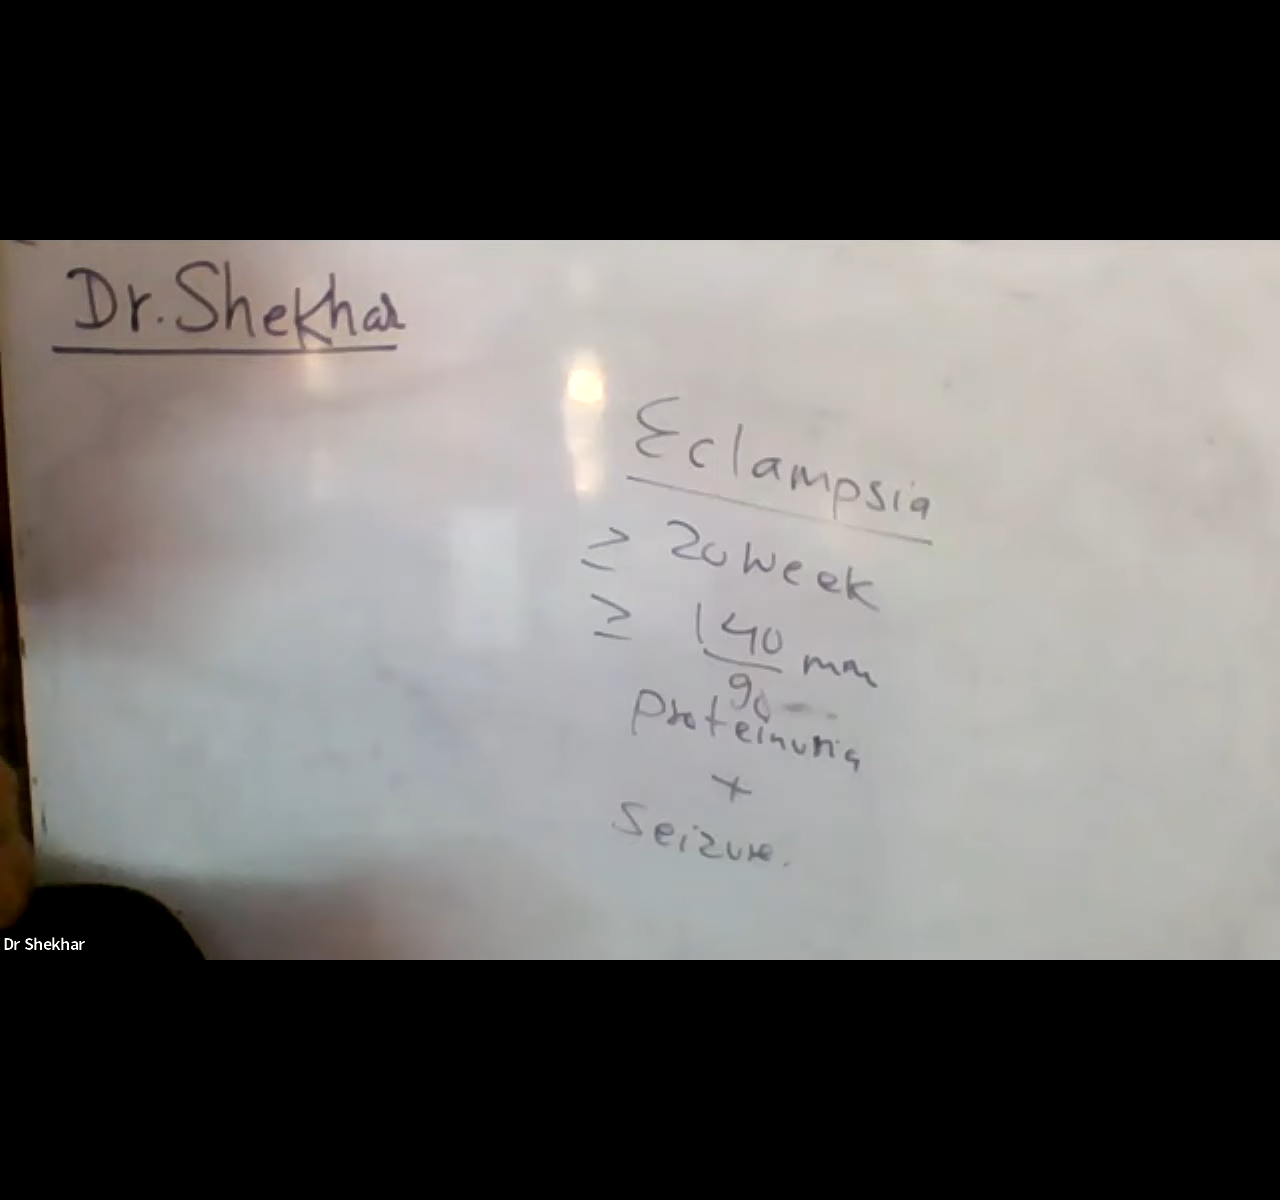 Dr. Shekhar
Eclampsia
≥ 20 week
≥ 140 mm
90
Proteinuria
+
Seizure.
Dr Shekhar